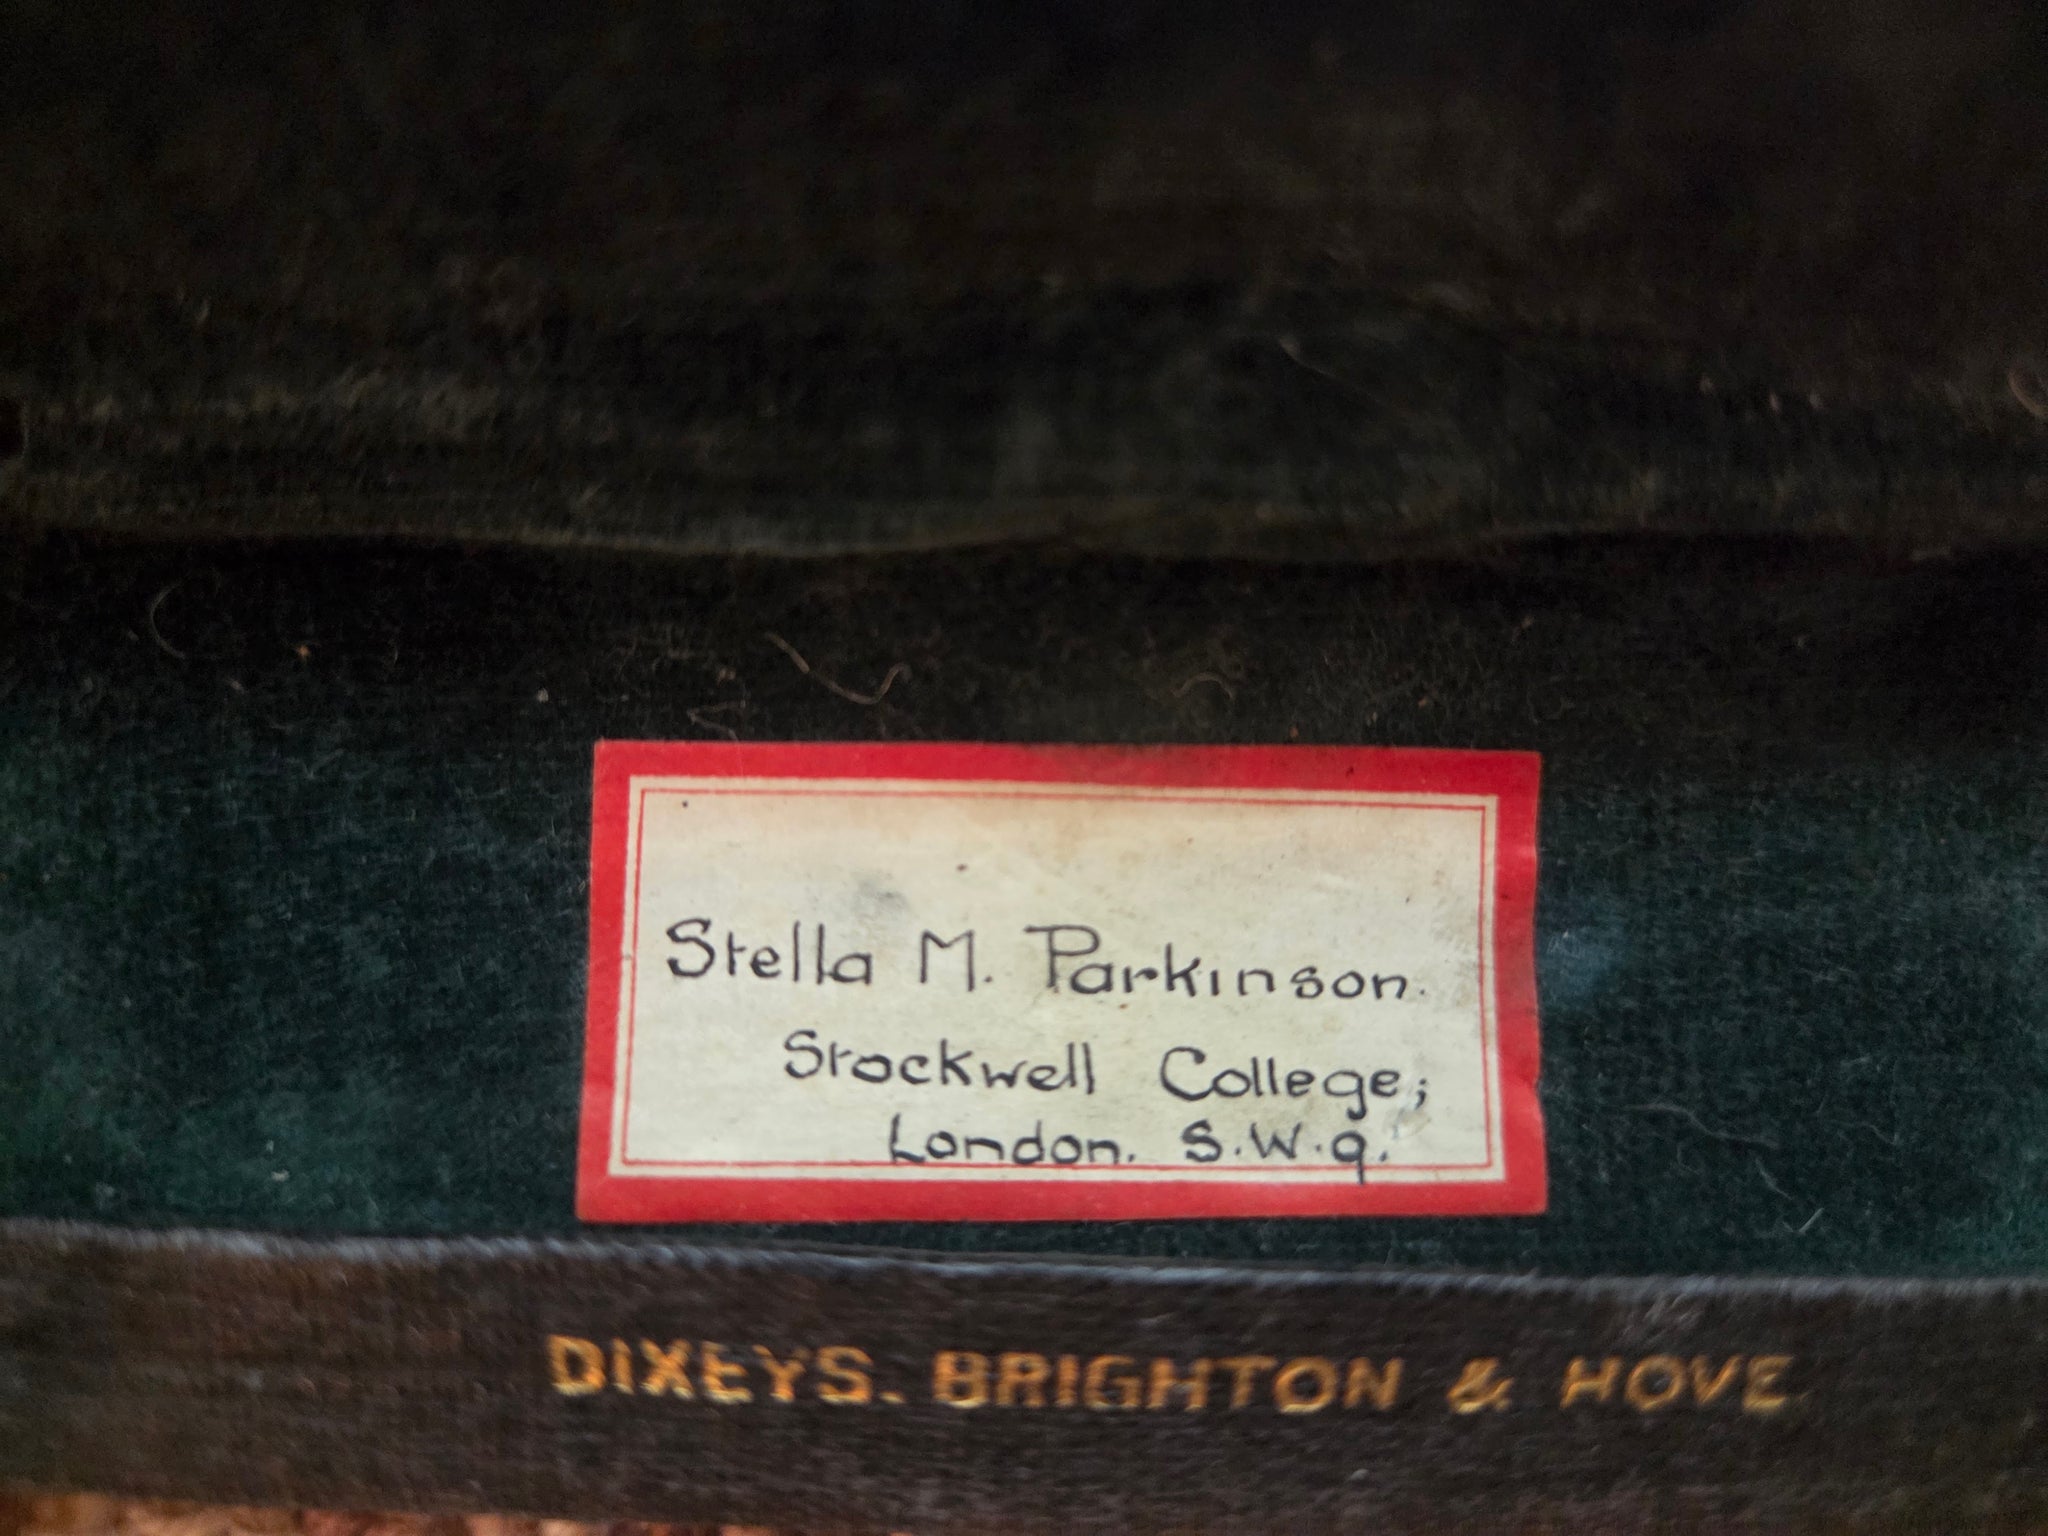 Stella M. Parkinson.
Stockwell College;
London. S.W.9.
DIXEYS. BRIGHTON & HOVE